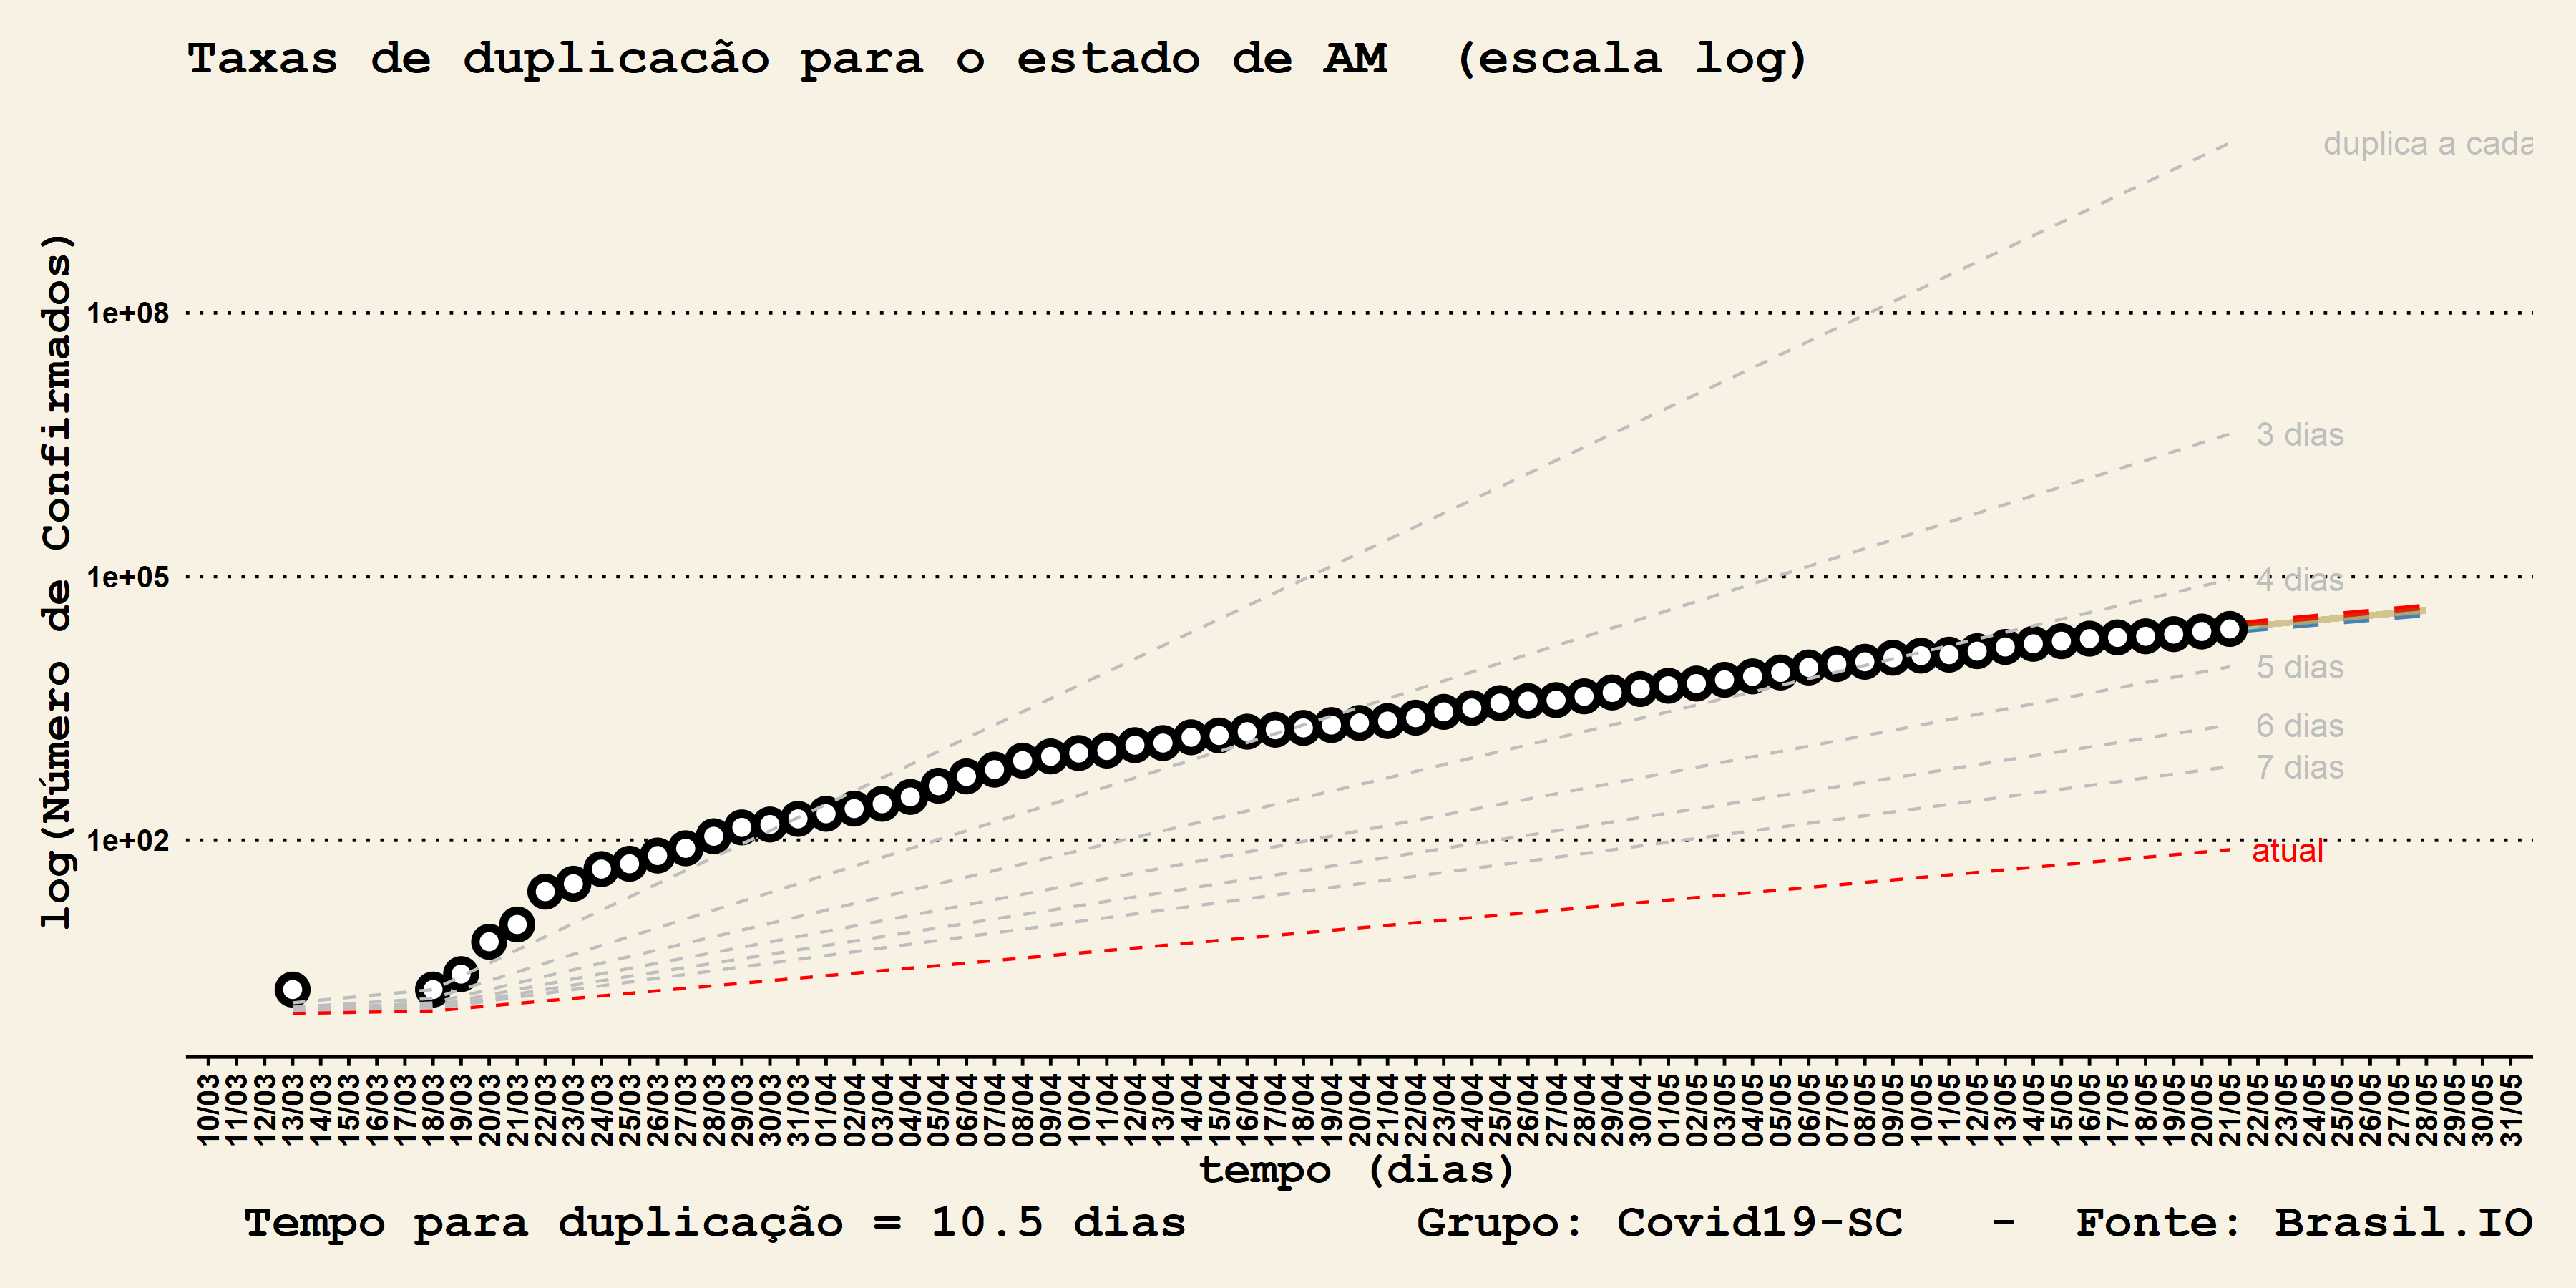 Taxas de duplicacão para o estado de AM  (escala log)
duplica a cada
log(Número de Confirmados)
1e+08
3 dias
1e+05
4 dias
5 dias
6 dias
7 dias
1e+02
atual
10/03 11/03 12/03 13/03 14/03 15/03 16/03 17/03 18/03 19/03 20/03 21/03 22/03 23/03 24/03 25/03 26/03 27/03 28/03 29/03 30/03 31/03 01/04 02/04 03/04 04/04 05/04 06/04 07/04 08/04 09/04 10/04 11/04 12/04 13/04 14/04 15/04 16/04 17/04 18/04 19/04 20/04 21/04 22/04 23/04 24/04 25/04 26/04 27/04 28/04 29/04 30/04 01/05 02/05 03/05 04/05 05/05 06/05 07/05 08/05 09/05 10/05 11/05 12/05 13/05 14/05 15/05 16/05 17/05 18/05 19/05 20/05 21/05 22/05 23/05 24/05 25/05 26/05 27/05 28/05 29/05 30/05 31/05
tempo (dias)
Tempo para duplicação = 10.5 dias        Grupo: Covid19-SC   -  Fonte: Brasil.IO